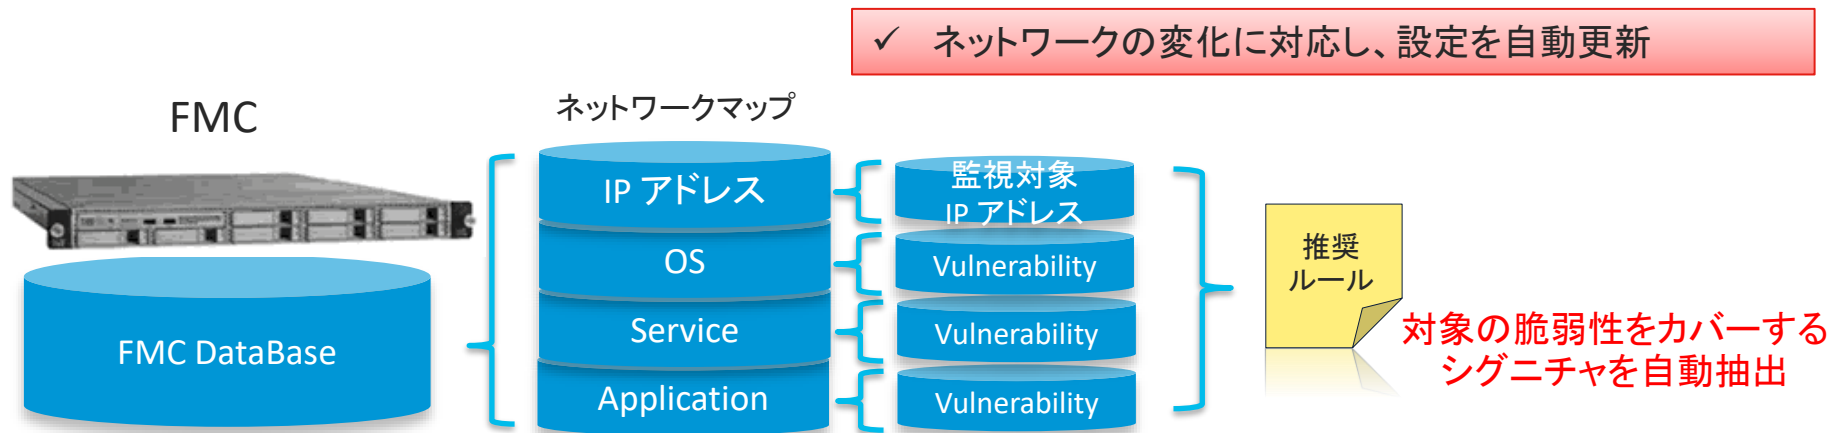 ✓ ネットワークの変化に対応し、設定を自動更新
FMC
FMC DataBase
ネットワークマップ
IP アドレス
OS
Service
Application
監視対象
IP アドレス
Vulnerability
Vulnerability
Vulnerability
推奨
ルール
対象の脆弱性をカバーする
シグニチャを自動抽出